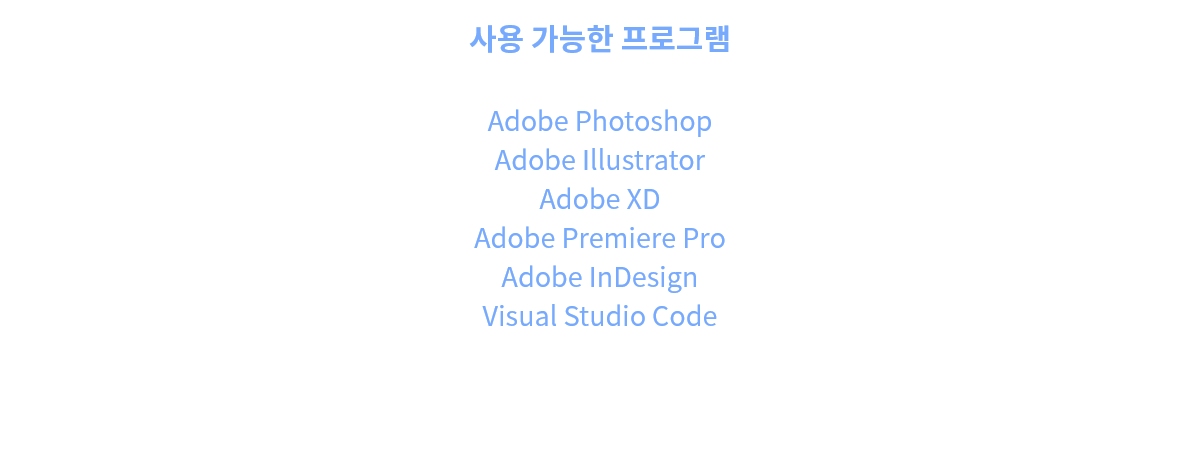 사용 가능한 프로그램
Adobe Photoshop
Adobe Illustrator
Adobe XD
Adobe Premiere Pro
Adobe InDesign
Visual Studio Code